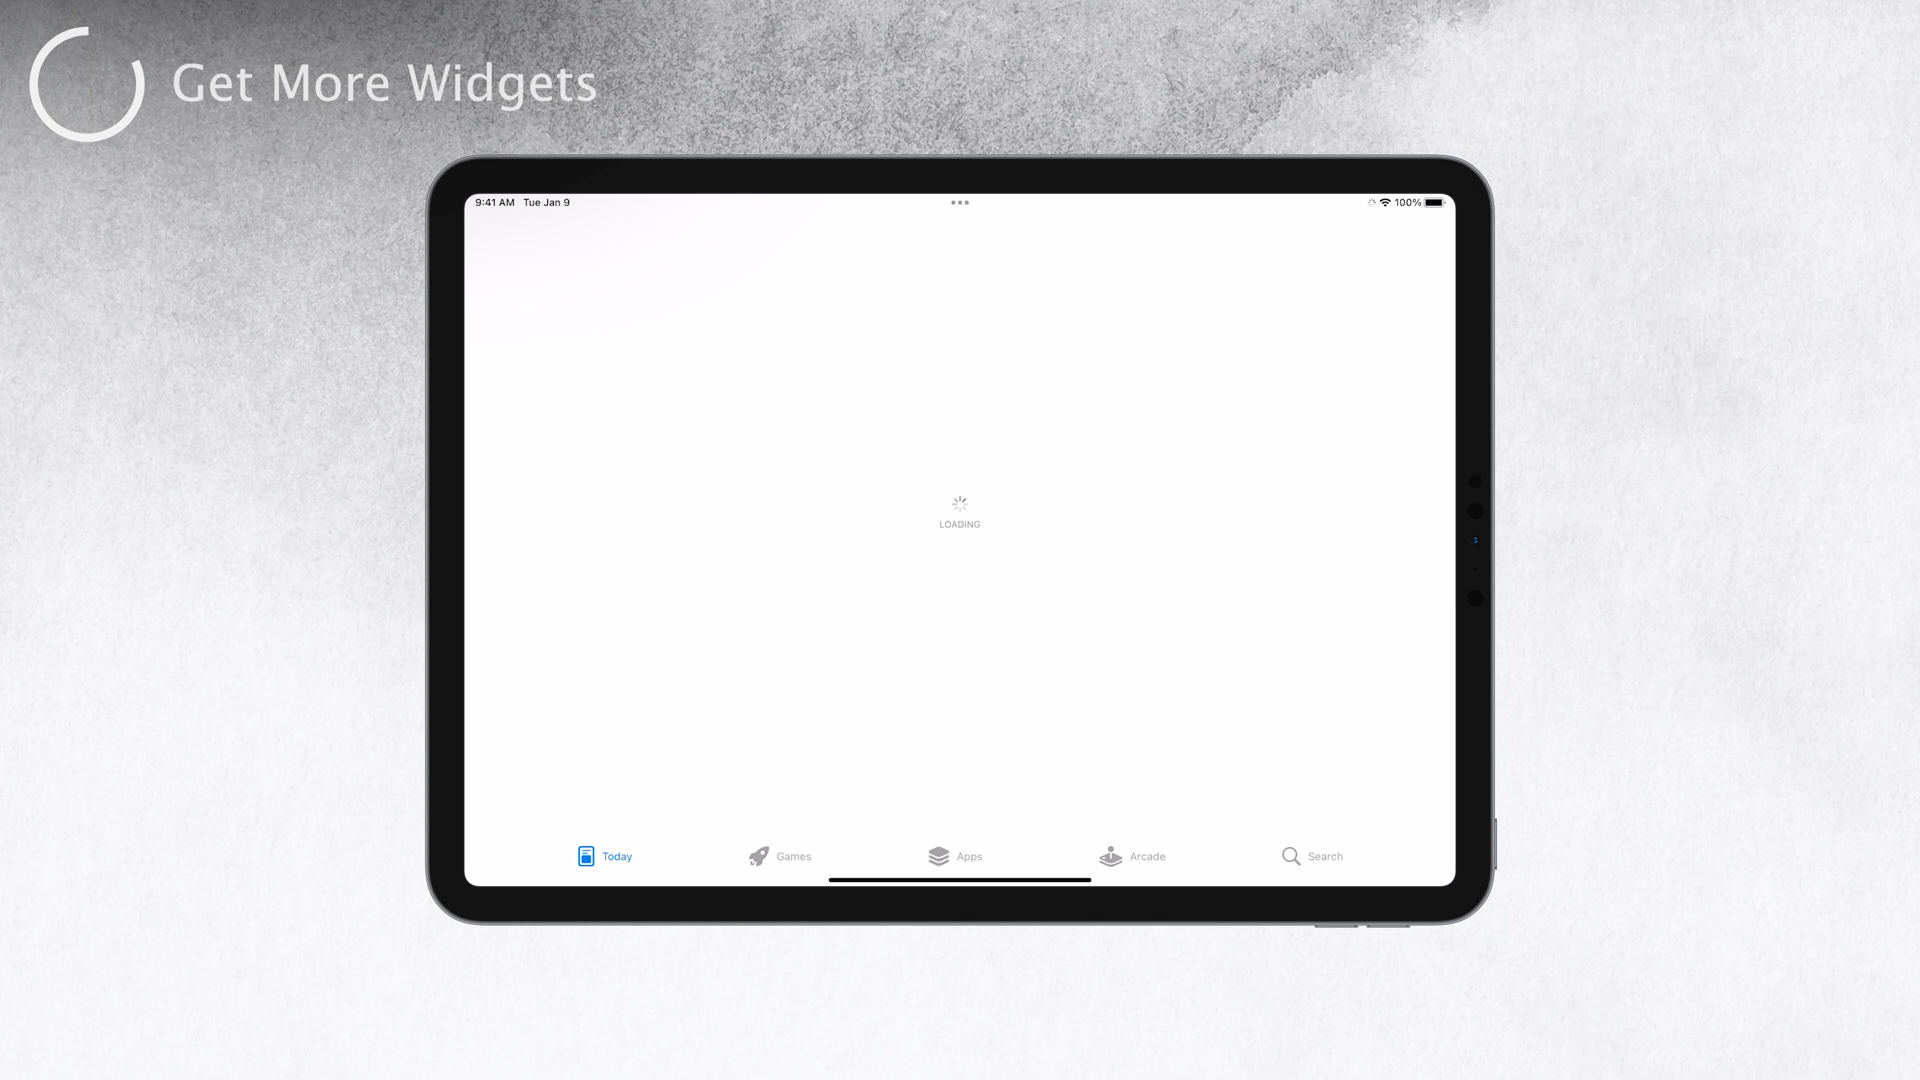 Get More Widgets
9:41 AM Tue Jan 9
100%
LOADING
Today
Games
Apps
Arcade
Search